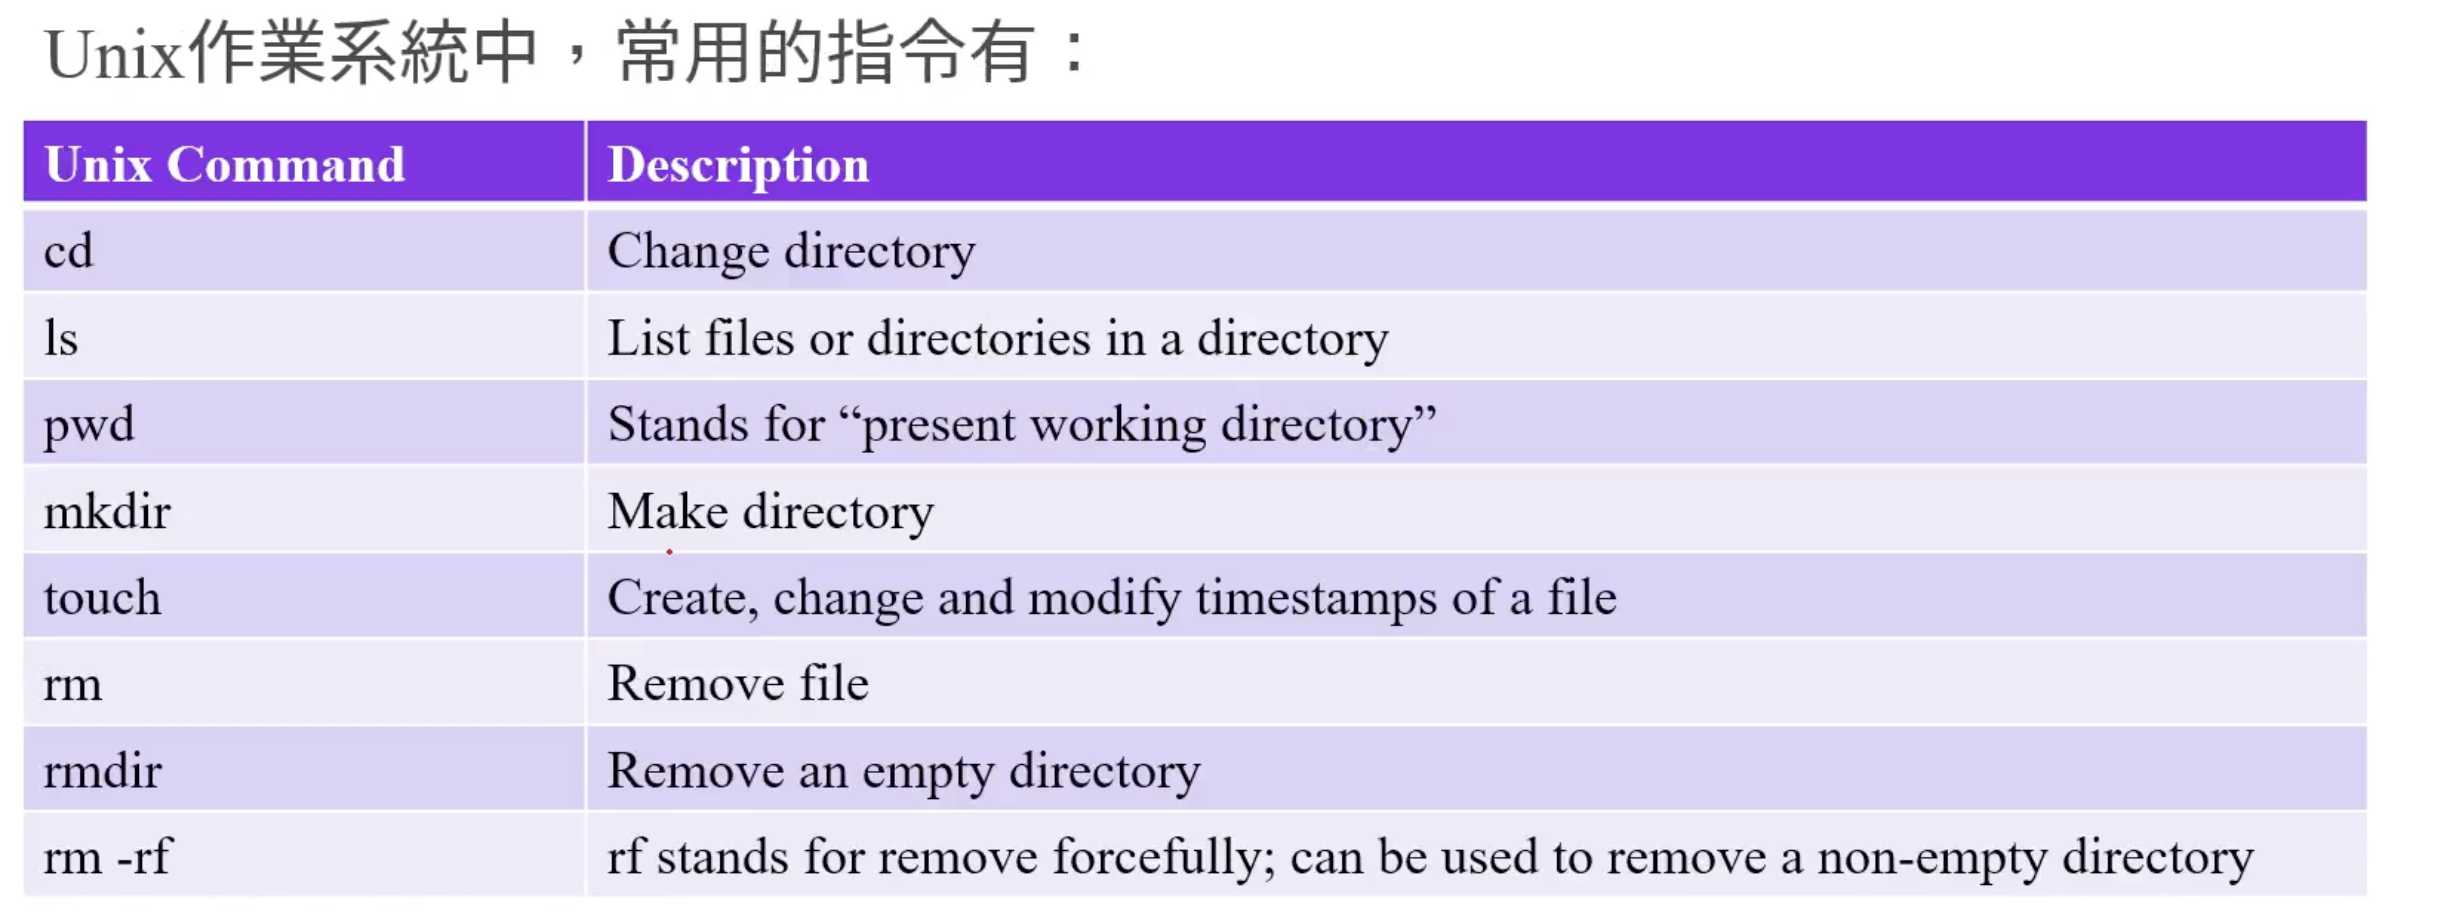 Unix作業系統中，常用的指令有：
Unix Command Description
cd Change directory
ls List files or directories in a directory
pwd Stands for “present working directory”
mkdir Make directory
touch Create, change and modify timestamps of a file
rm Remove file
rmdir Remove an empty directory
rm -rf rf stands for remove forcefully; can be used to remove a non-empty directory